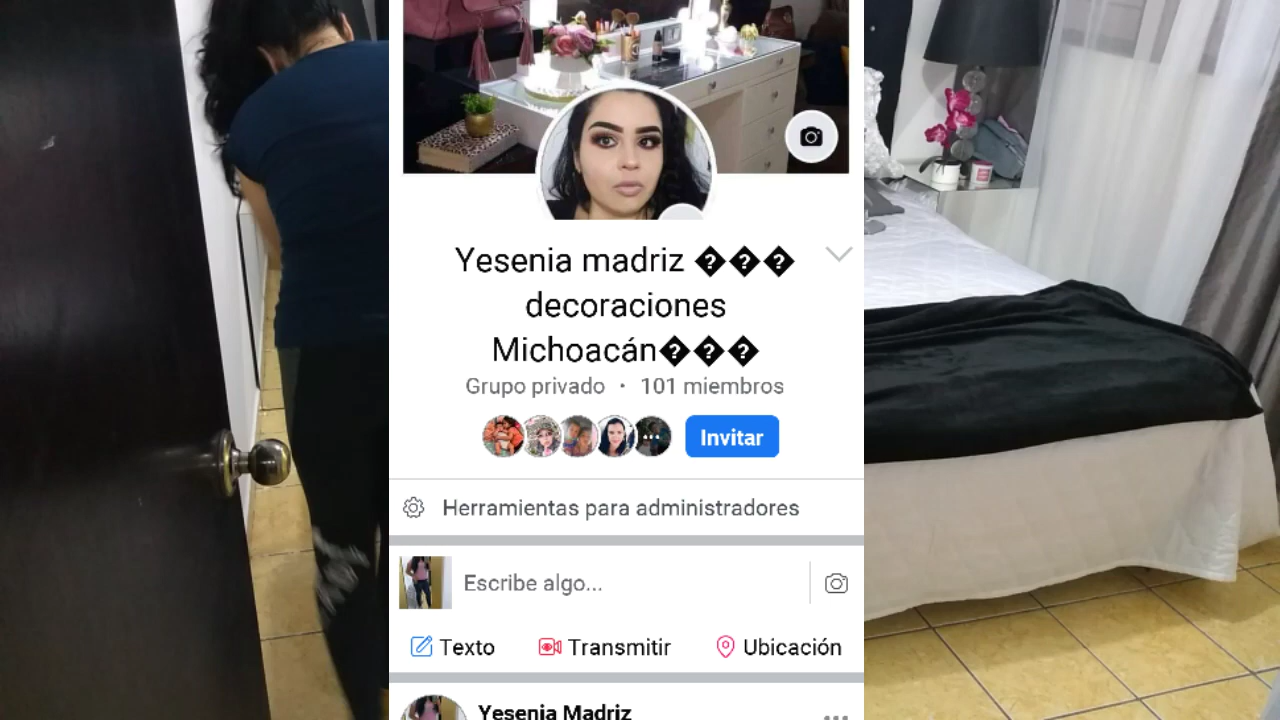 Yesenia madriz ���
decoraciones
Michoacán���
Grupo privado · 101 miembros
Invitar
Herramientas para administradores
Escribe algo...
Texto
Transmitir
Ubicación
Yesenia Madriz